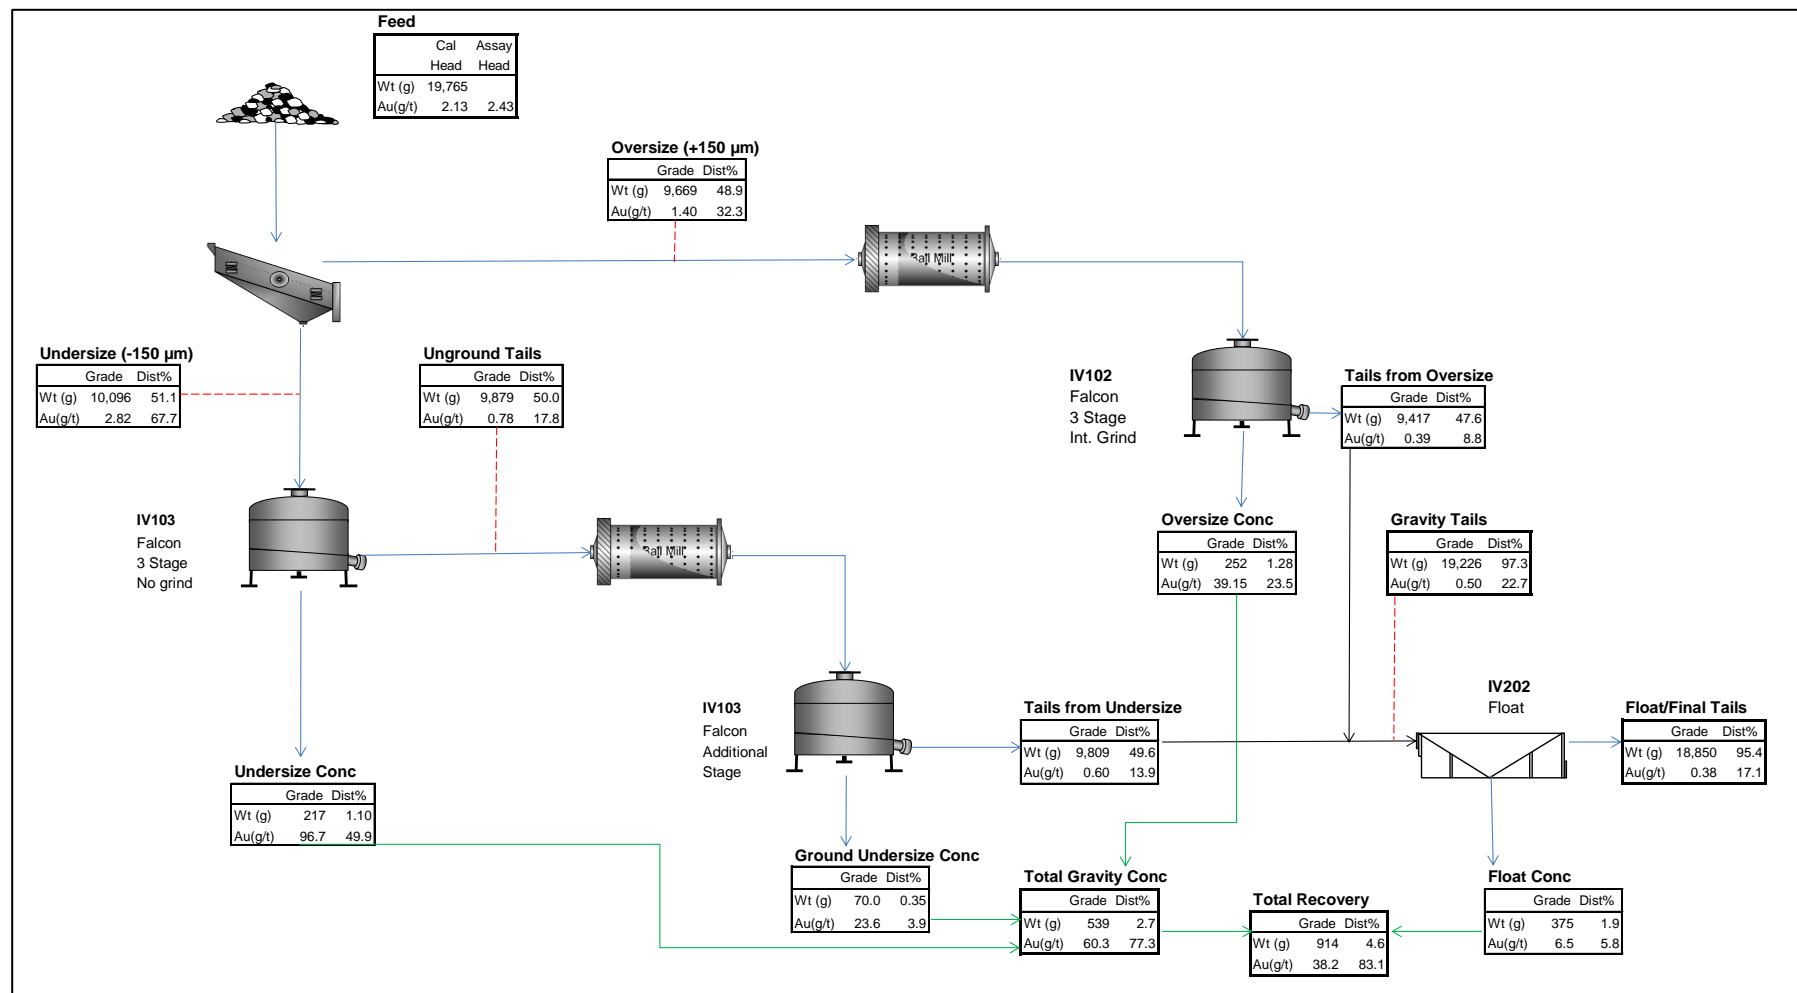 Feed
Cal Assay
Head Head
Wt (g) 19,765
Au(g/t) 2.13 2.43
Oversize (+150 µm)
Grade Dist%
Wt (g) 9,669 48.9
Au(g/t) 1.40 32.3
Ball Mill
Undersize (-150 µm)
Grade Dist%
Wt (g) 10,096 51.1
Au(g/t) 2.82 67.7
Unground Tails
Grade Dist%
Wt (g) 9,879 50.0
Au(g/t) 0.78 17.8
IV102
Falcon
3 Stage
Int. Grind
Tails from Oversize
Grade Dist%
Wt (g) 9,417 47.6
Au(g/t) 0.39 8.8
IV103
Falcon
3 Stage
No grind
Ball Mill
Oversize Conc
Grade Dist%
Wt (g) 252 1.28
Au(g/t) 39.15 23.5
Gravity Tails
Grade Dist%
Wt (g) 19,226 97.3
Au(g/t) 0.50 22.7
IV103
Falcon
Additional
Stage
Tails from Undersize
Grade Dist%
Wt (g) 9,809 49.6
Au(g/t) 0.60 13.9
IV202
Float
Float/Final Tails
Grade Dist%
Wt (g) 18,850 95.4
Au(g/t) 0.38 17.1
Undersize Conc
Grade Dist%
Wt (g) 217 1.10
Au(g/t) 96.7 49.9
Ground Undersize Conc
Grade Dist%
Wt (g) 70.0 0.35
Au(g/t) 23.6 3.9
Total Gravity Conc
Grade Dist%
Wt (g) 539 2.7
Au(g/t) 60.3 77.3
Total Recovery
Grade Dist%
Wt (g) 914 4.6
Au(g/t) 38.2 83.1
Float Conc
Grade Dist%
Wt (g) 375 1.9
Au(g/t) 6.5 5.8